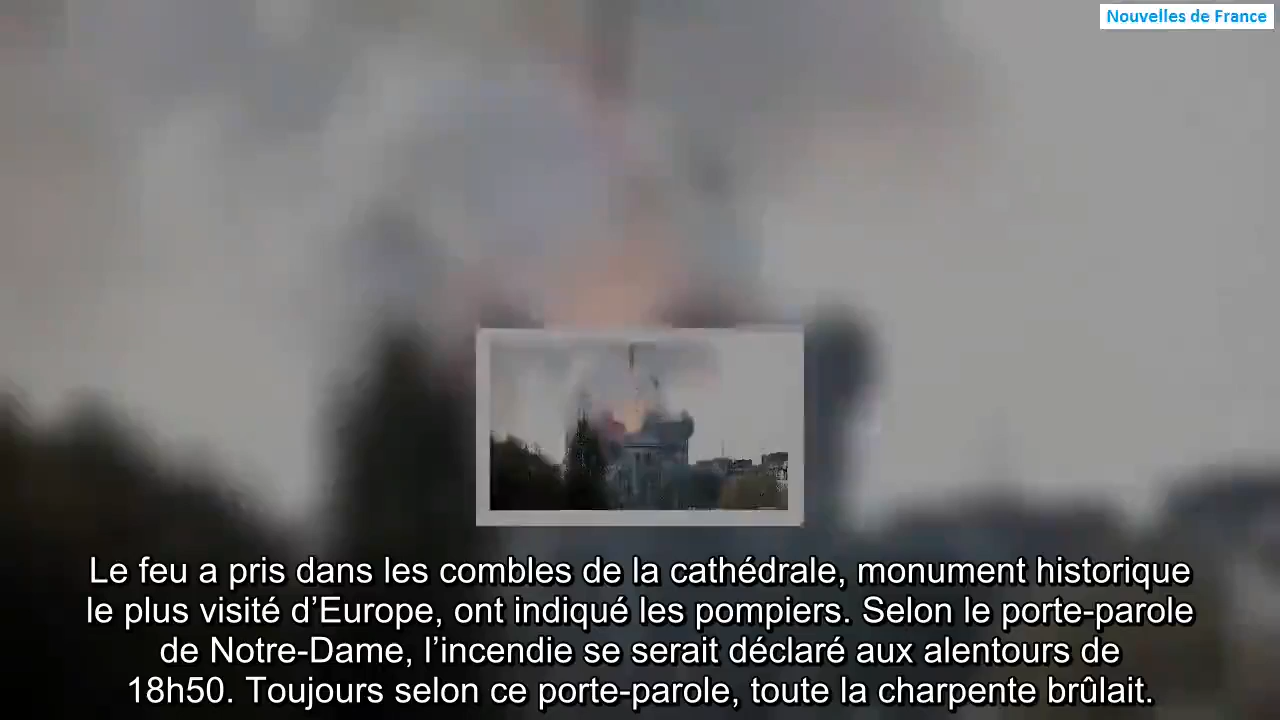 Nouvelles de France
Le feu a pris dans les combles de la cathédrale, monument historique
le plus visité d’Europe, ont indiqué les pompiers. Selon le porte-parole
de Notre-Dame, l’incendie se serait déclaré aux alentours de
18h50. Toujours selon ce porte-parole, toute la charpente brûlait.